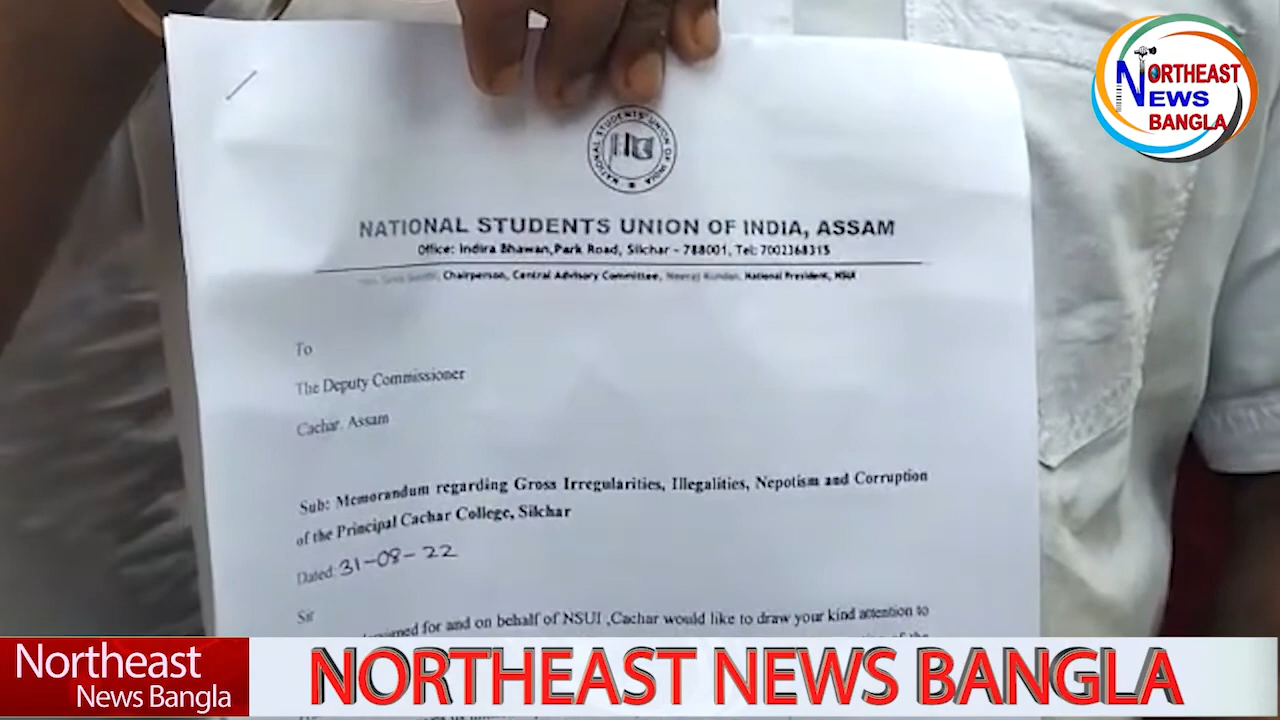 NORTHEAST
NEWS
BANGLA
NATIONAL STUDENTS' UNION OF INDIA
NATIONAL STUDENTS UNION OF INDIA, ASSAM
Office: Indira Bhawan,Park Road, Silchar - 788001, Tel: 7002368315
Chairperson, Central Advisory Committee, Neeraj Kundan, National President, NSUI
To
The Deputy Commissioner
Cachar. Assam
Sub: Memorandum regarding Gross Irregularities, Illegalities, Nepotism and Corruption
of the Principal Cachar College, Silchar
Dated: 31-08-22
Sir
for and on behalf of NSUI ,Cachar would like to draw your kind attention to
of the
Northeast
News Bangla
NORTHEAST NEWS BANGLA